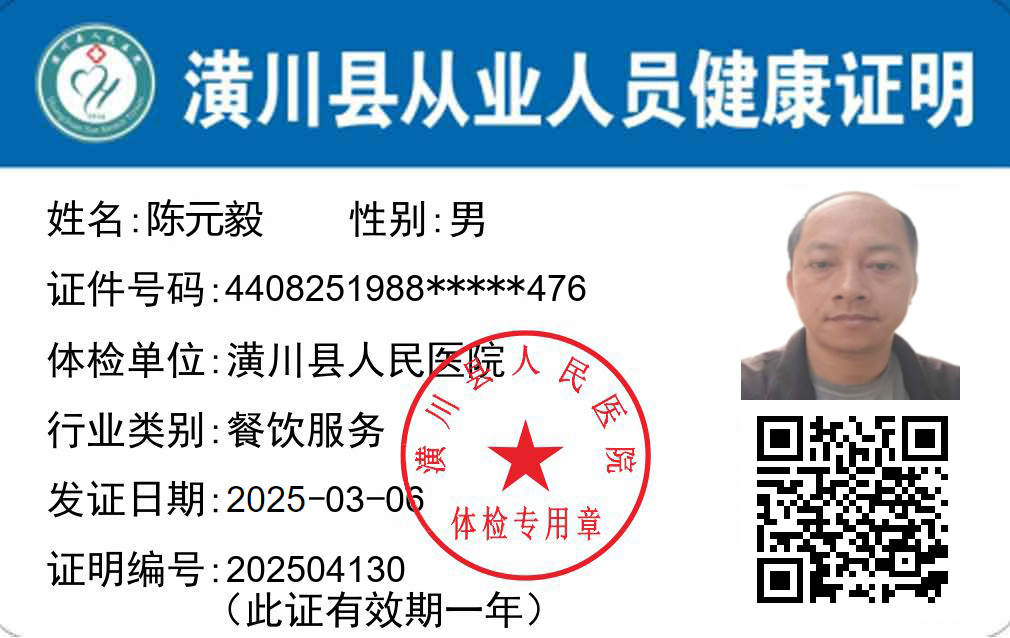 潢川县从业人员健康证明
姓名:陈元毅 性别:男
证件号码:4408251988*****476
体检单位:潢川县人民医院
行业类别:餐饮服务
发证日期:2025-03-06
证明编号:202504130
（此证有效期一年）
潢川县人民医院
体检专用章